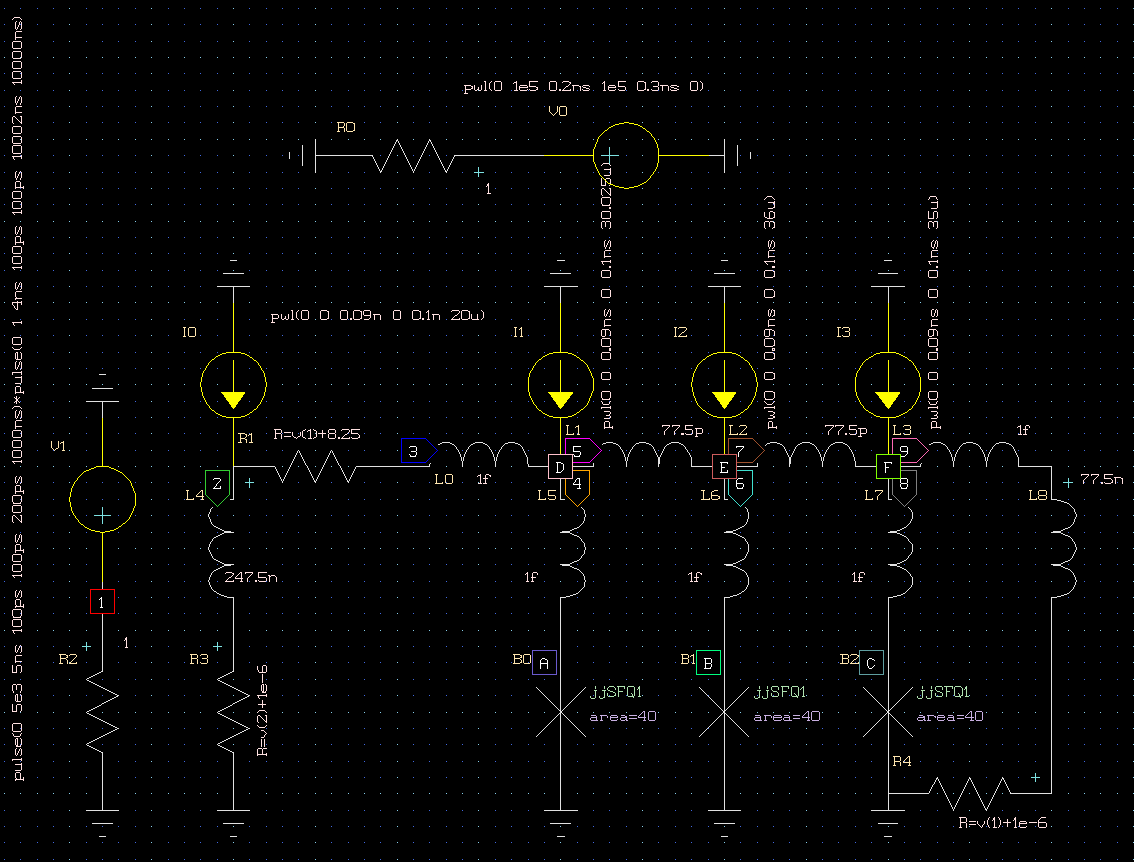 pwl(0 1e5 0.2ns 1e5 0.3ns 0)
V0
R0
1
pulse(0 5e3 5ns 100ps 100ps 200ps 1000ns)*pulse(0 1 4ns 100ps 100ps 10002ns 10000ns)
pwl(0 0 0.09ns 0 0.1ns 30.025u)
pwl(0 0 0.09ns 0 0.1ns 36u)
pwl(0 0 0.09ns 0 0.1ns 35u)
pwl(0 0 0.09n 0 0.1n 20u)
I0
I1
I2
I3
V1
R1
R=v(1)+8.25
3
L0
1f
L1
5
77.5p
L2
7
77.5p
L3
9
1f
D
E
F
2
L4
L5
4
L6
6
L7
8
L8
77.5n
247.5n
1f
1f
1f
1
1
R2
R3
R=v(2)+1e-6
B0
A
B1
B
B2
C
jjSFQ1
area=40
jjSFQ1
area=40
jjSFQ1
area=40
R4
R=v(1)+1e-6